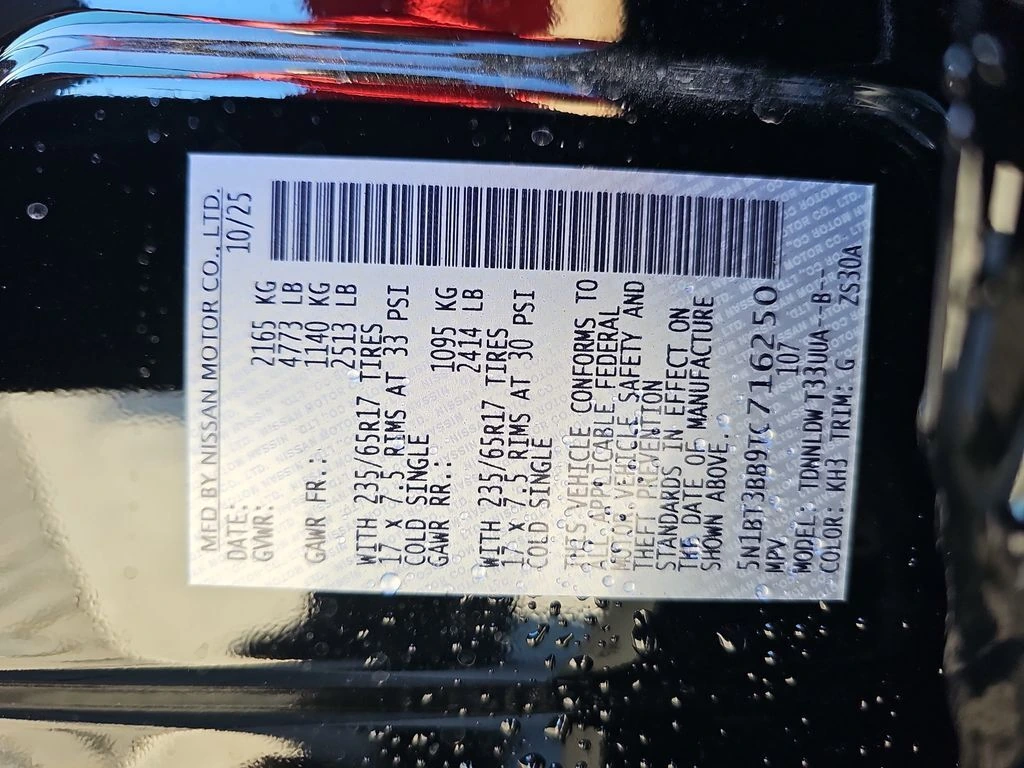 MFD BY NISSAN MOTOR CO., LTD.
DATE: 10/25
GVWR: 2165 KG
4773 LB
GAWR FR.: 1140 KG
2513 LB
WITH 235/65R17 TIRES
17 X 7.5 RIMS AT 33 PSI
COLD SINGLE
GAWR RR.: 1095 KG
2414 LB
WITH 235/65R17 TIRES
17 X 7.5 RIMS AT 30 PSI
COLD SINGLE
THIS VEHICLE CONFORMS TO
ALL APPLICABLE FEDERAL
MOTOR VEHICLE SAFETY AND
THEFT PREVENTION
STANDARDS IN EFFECT ON
THE DATE OF MANUFACTURE
SHOWN ABOVE.
5N1BT3BB9TC716250
MPV 107
MODEL: TDNNLDW T33UUA--B--
COLOR: KH3 TRIM: G ZS30A